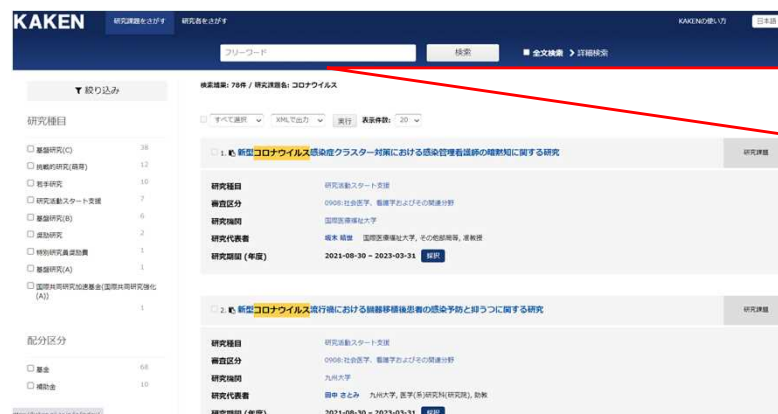 KAKEN 研究課題をさがす 研究者をさがす KAKENの使い方 日本語
フリーワード 検索 全文検索 詳細検索
▼絞り込み
検索結果: 78件 / 研究課題名: コロナウイルス
研究種目
すべて選択 XMLで出力 実行 表示件数: 20
基盤研究(C) 38
挑戦的研究(萌芽) 12
若手研究 10
研究活動スタート支援 7
基盤研究(B) 6
奨励研究 2
特別研究員奨励費 1
基盤研究(A) 1
国際共同研究加速基金(国際共同研究強化
(A))
1
配分区分
基金 68
補助金 10
1. 新型コロナウイルス感染症クラスター対策における感染管理看護師の暗黙知に関する研究 研究課題
研究種目 研究活動スタート支援
審査区分 0908:社会医学、看護学およびその関連分野
研究機関 国際医療福祉大学
研究代表者 坂木 晴世 国際医療福祉大学, その他部局等, 准教授
研究期間 (年度) 2021-08-30 – 2023-03-31 採択
2. 新型コロナウイルス流行禍における臓器移植後患者の感染予防と抑うつに関する研究 研究課題
研究種目 研究活動スタート支援
審査区分 0908:社会医学、看護学およびその関連分野
研究機関 九州大学
研究代表者 田中 さとみ 九州大学, 医学(系)研究科(研究院), 助教
研究期間 (年度) 2021-08-30 – 2023-03-31 採択